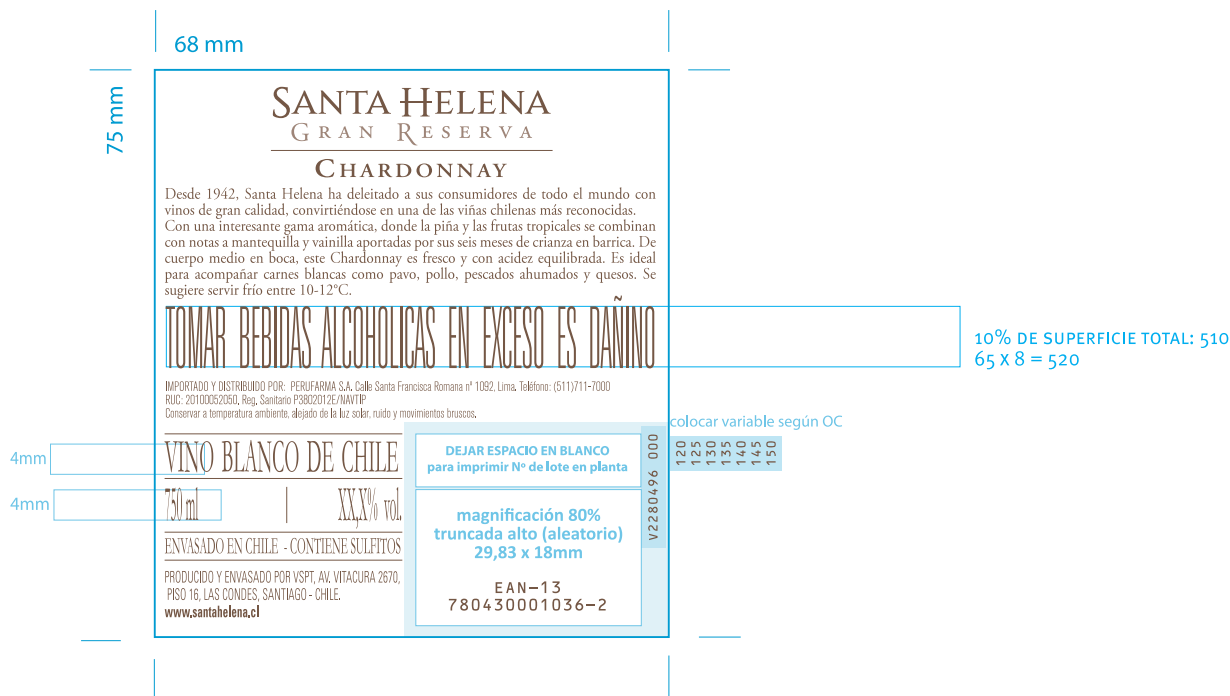 68 mm
75 mm
SANTA HELENA
GRAN RESERVA
CHARDONNAY
Desde 1942, Santa Helena ha deleitado a sus consumidores de todo el mundo con
vinos de gran calidad, convirtiéndose en una de las viñas chilenas más reconocidas.
Con una interesante gama aromática, donde la piña y las frutas tropicales se combinan
con notas a mantequilla y vainilla aportadas por sus seis meses de crianza en barrica. De
cuerpo medio en boca, este Chardonnay es fresco y con acidez equilibrada. Es ideal
para acompañar carnes blancas como pavo, pollo, pescados ahumados y quesos. Se
sugiere servir frío entre 10-12°C.
TOMAR BEBIDAS ALCOHOLICAS EN EXCESO ES DAÑINO
10% DE SUPERFICIE TOTAL: 510
65 x 8 = 520
IMPORTADO Y DISTRIBUIDO POR: PERUFARMA S.A. Calle Santa Francisca Romana nº 1092, Lima. Teléfono: (511)711-7000
RUC: 20100052050, Reg. Sanitario P3802012E/NAVTIP
Conservar a temperatura ambiente, alejado de la luz solar, ruido y movimientos bruscos.
colocar variable según OC
4mm
VINO BLANCO DE CHILE
4mm
750 ml | XX,X% vol.
ENVASADO EN CHILE - CONTIENE SULFITOS
PRODUCIDO Y ENVASADO POR VSPT, AV. VITACURA 2670,
PISO 16, LAS CONDES, SANTIAGO - CHILE.
www.santahelena.cl
DEJAR ESPACIO EN BLANCO
para imprimir Nº de lote en planta
magnificación 80%
truncada alto (aleatorio)
29,83 x 18mm
EAN-13
780430001036-2
V2280496 000
120
125
130
135
140
145
150